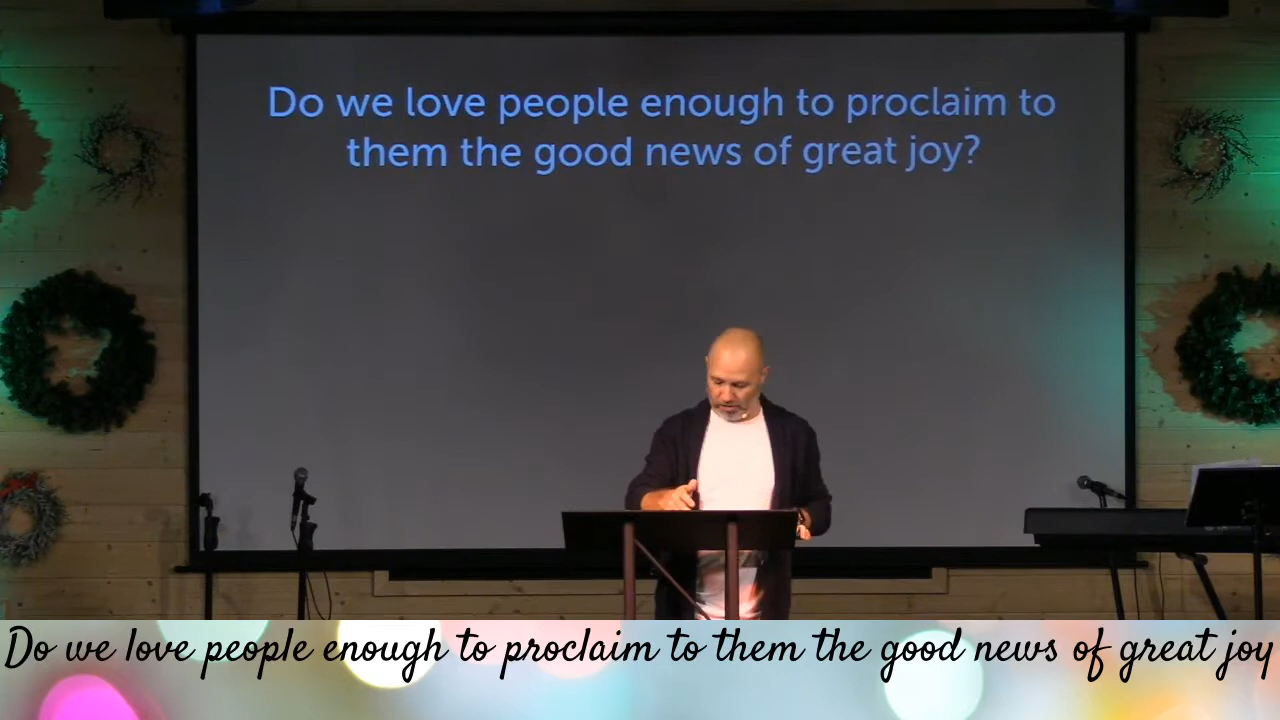 Do we love people enough to proclaim to
them the good news of great joy?
Do we love people enough to proclaim to them the good news of great joy